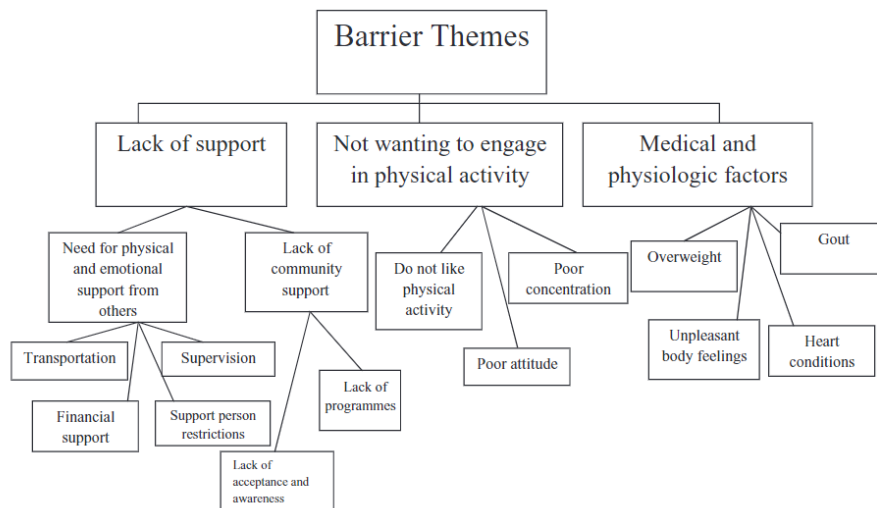 Barrier Themes
Lack of support
Not wanting to engage
in physical activity
Medical and
physiologic factors
Need for physical
and emotional
support from
others
Lack of
community
support
Do not like
physical
activity
Poor
concentration
Overweight
Gout
Transportation
Supervision
Poor attitude
Unpleasant
body feelings
Heart
conditions
Financial
support
Support person
restrictions
Lack of
programmes
Lack of
acceptance and
awareness